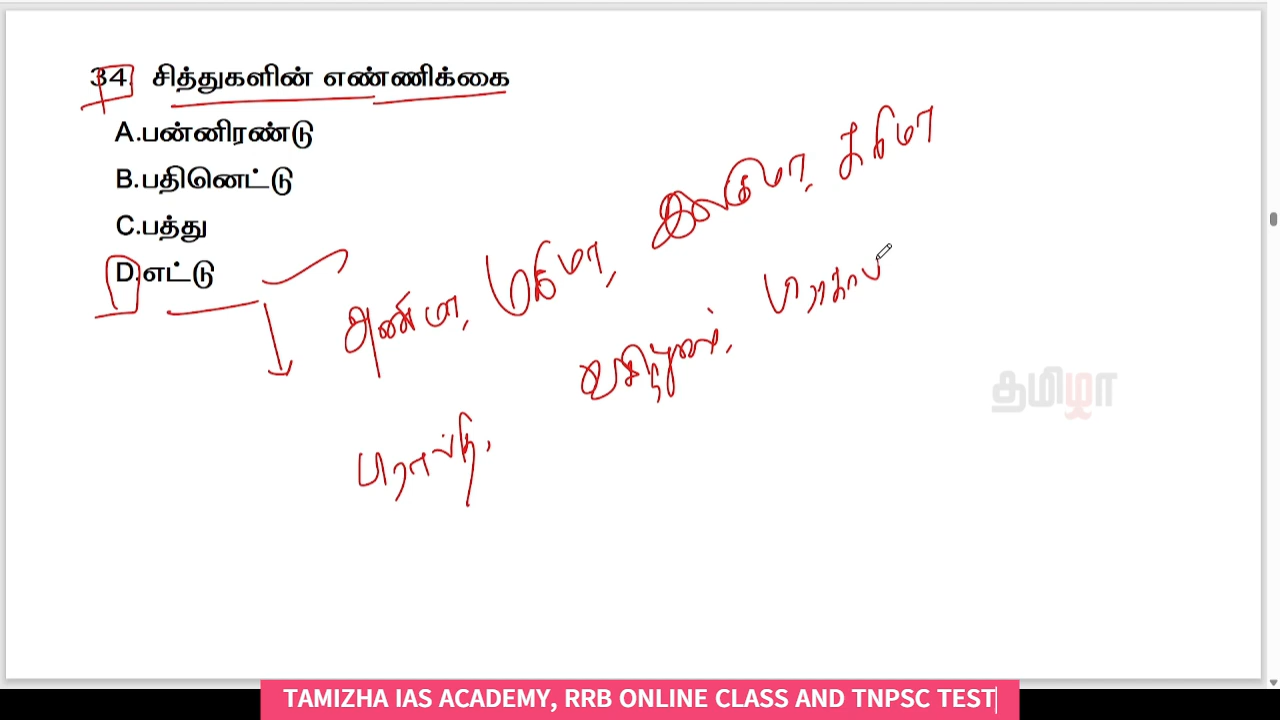 34. சித்துகளின் எண்ணிக்கை
A.பன்னிரண்டு
B.பதினெட்டு
C.பத்து
D.எட்டு
அணிமா, மகிமா, இலகுமா, கரிமா
பிராப்தி, வசித்துவம், பிரகாமி
தமிழா
TAMIZHA IAS ACADEMY, RRB ONLINE CLASS AND TNPSC TEST